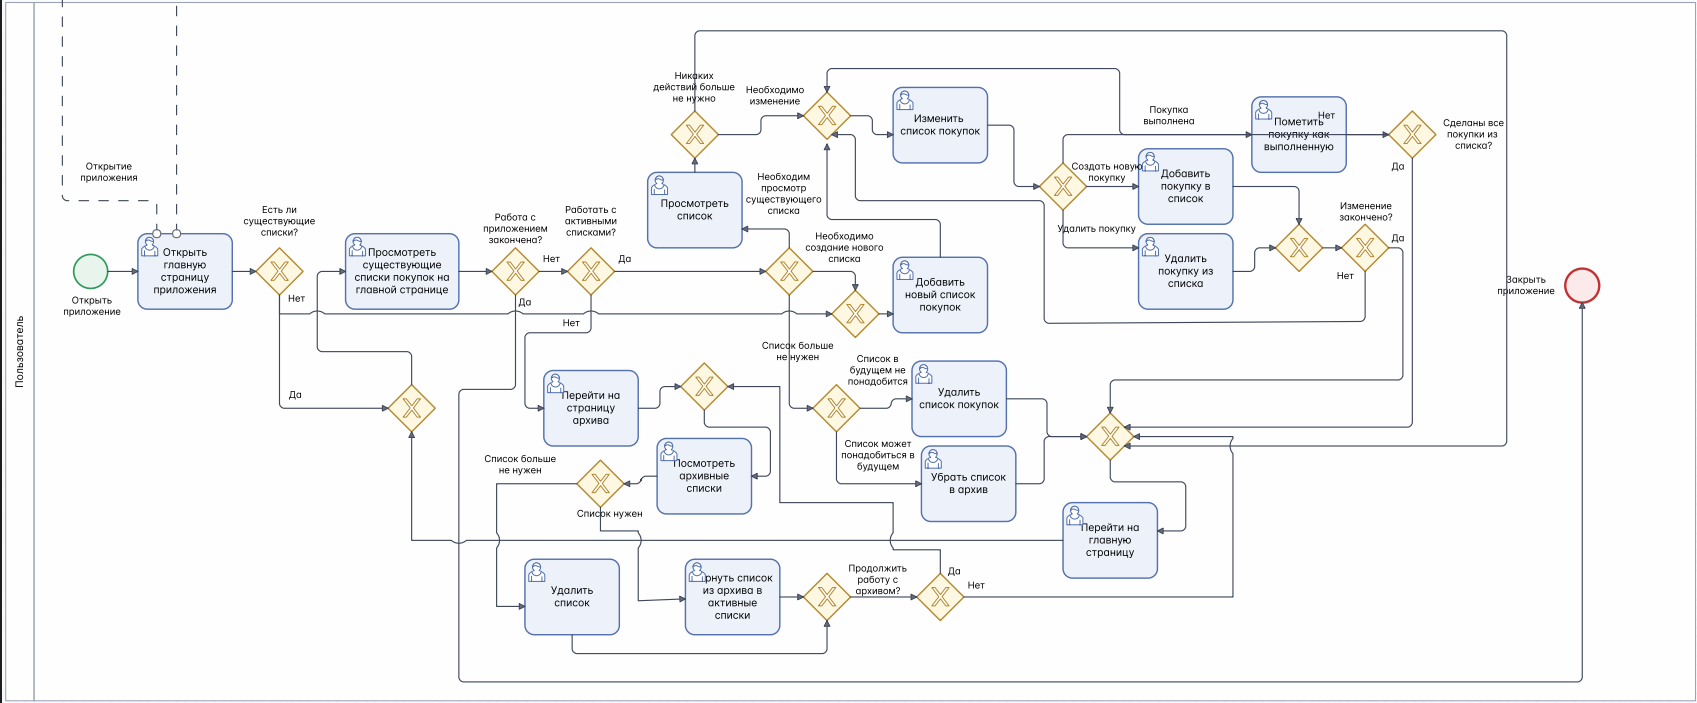 Пользователь
Открытие
приложения
Открыть
приложение
Открыть
главную
страницу
приложения
Есть ли
существующие
списки?
Нет
Да
Просмотреть
существующие
списки покупок на
главной странице
Работа с
приложением
закончена?
Нет
Да
Работать с
активными
списками?
Да
Нет
Никаких
действий больше
не нужно
Просмотреть
список
Необходимо
изменение
Необходим
просмотр
существующего
списка
Необходимо
создание нового
списка
Изменить
список покупок
Добавить
новый список
покупок
Покупка
выполнена
Создать новую
покупку
Удалить покупку
Пометить
покупку как
выполненную
Нет
Добавить
покупку в
список
Удалить
покупку из
списка
Сделаны все
покупки из
списка?
Да
Изменение
закончено?
Да
Нет
Закрыть
приложение
Список больше
не нужен
Список в
будущем не
понадобится
Удалить
список покупок
Список может
понадобиться в
будущем
Убрать список
в архив
Перейти на
страницу
архива
Посмотреть
архивные
списки
Список больше
не нужен
Список нужен
Перейти на
главную
страницу
Удалить
список
рнуть список
из архива в
активные
списки
Продолжить
работу с
архивом?
Да
Нет